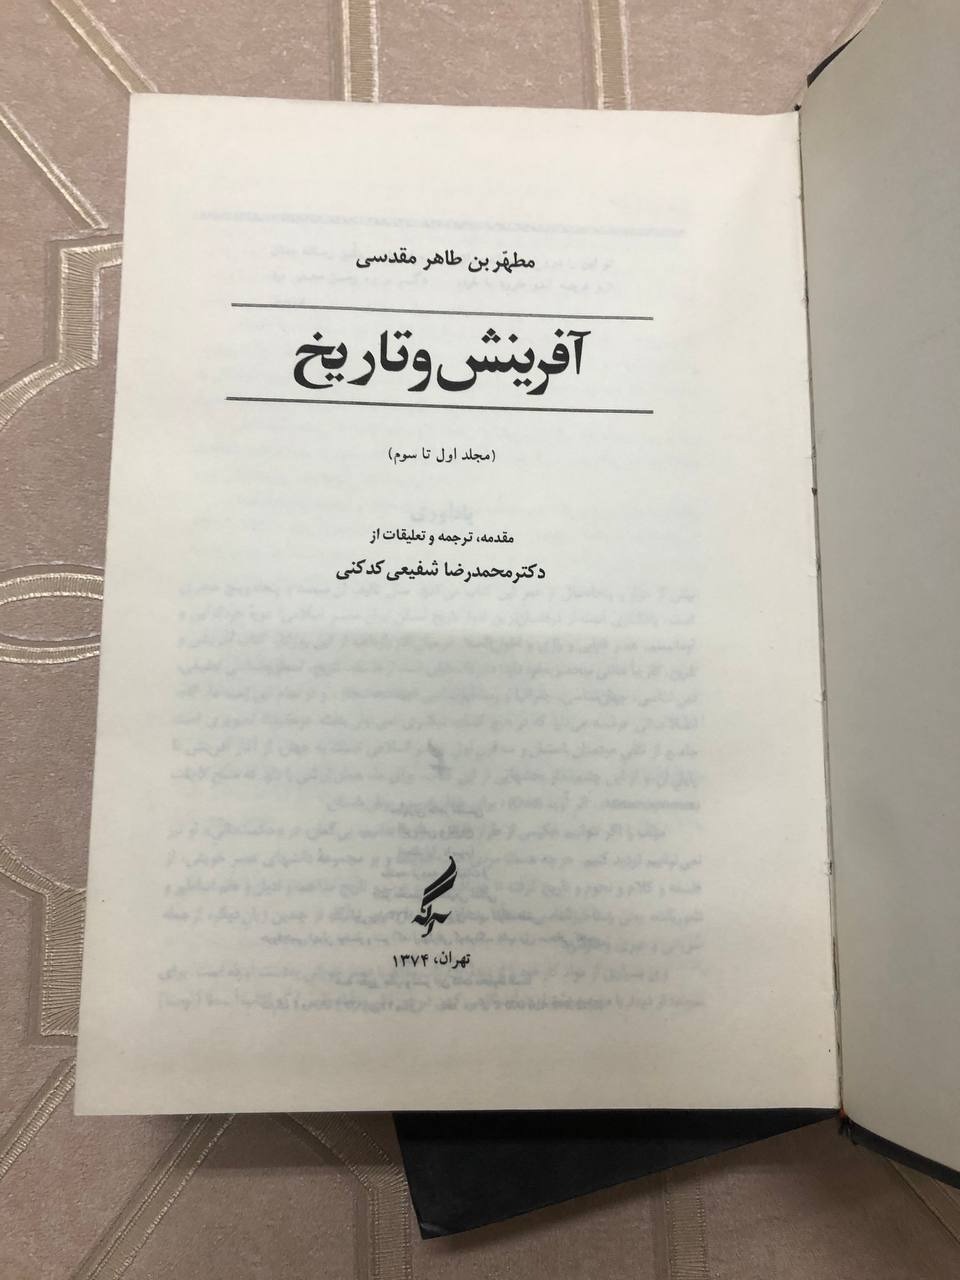 مطهّر بن طاهر مقدسی
آفرینش و تاریخ
(مجلد اول تا سوم)
مقدمه، ترجمه و تعلیقات از
دکتر محمدرضا شفیعی کدکنی
آگه
تهران، ۱۳۷۴